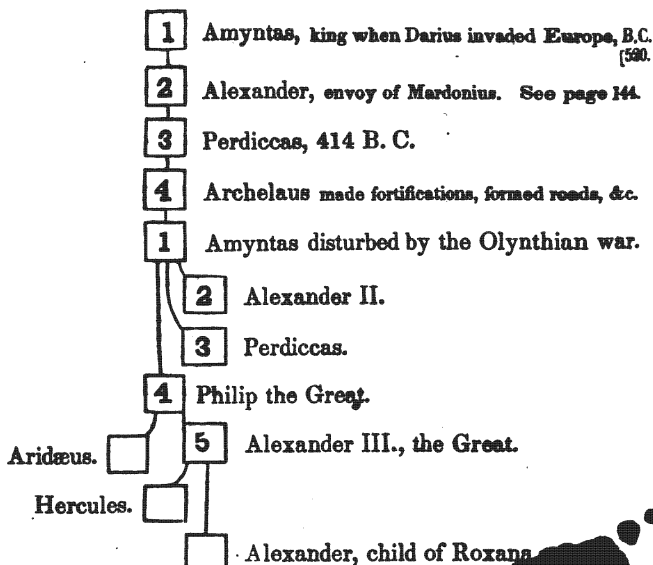 1 Amyntas, king when Darius invaded Europe, B.C.
[520.
2 Alexander, envoy of Mardonius. See page 144.
3 Perdiccas, 414 B. C.
4 Archelaus made fortifications, formed roads, &c.
1 Amyntas disturbed by the Olynthian war.
2 Alexander II.
3 Perdiccas.
4 Philip the Great.
5 Alexander III., the Great.
Aridæus.
Hercules.
Alexander, child of Roxana